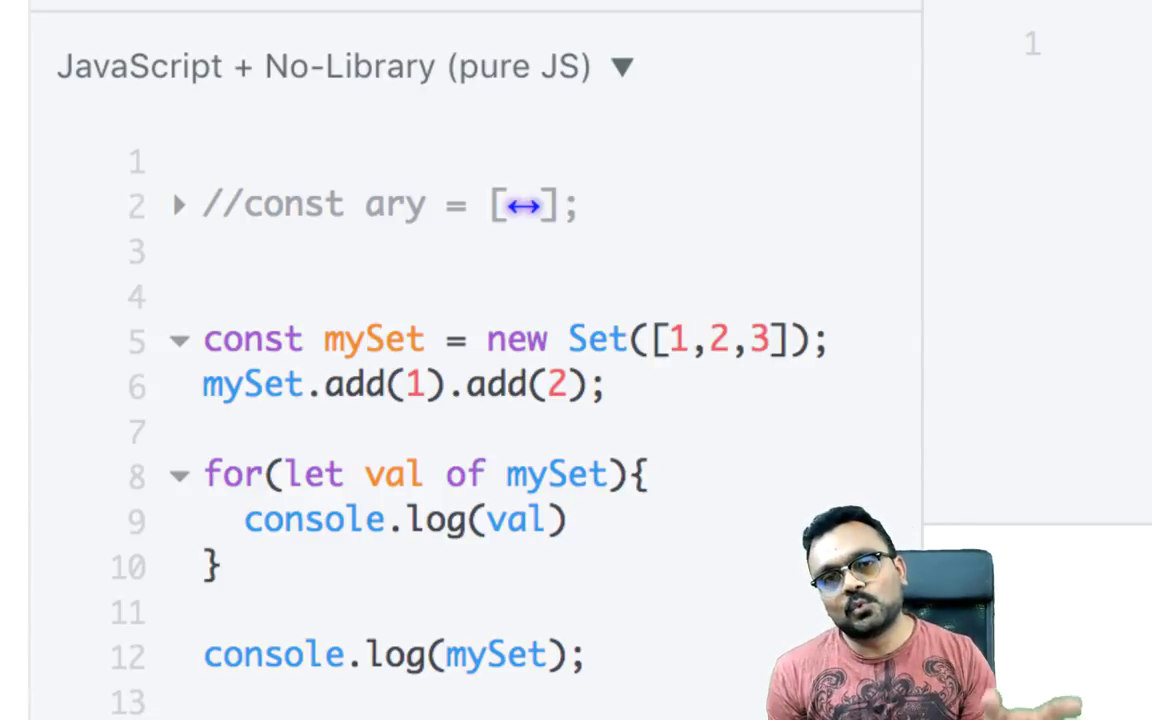 JavaScript + No-Library (pure JS) ▼
1
1
2 //const ary = [↔];
3
4
5 const mySet = new Set([1,2,3]);
6 mySet.add(1).add(2);
7
8 for(let val of mySet){
9 console.log(val)
10 }
11
12 console.log(mySet);
13